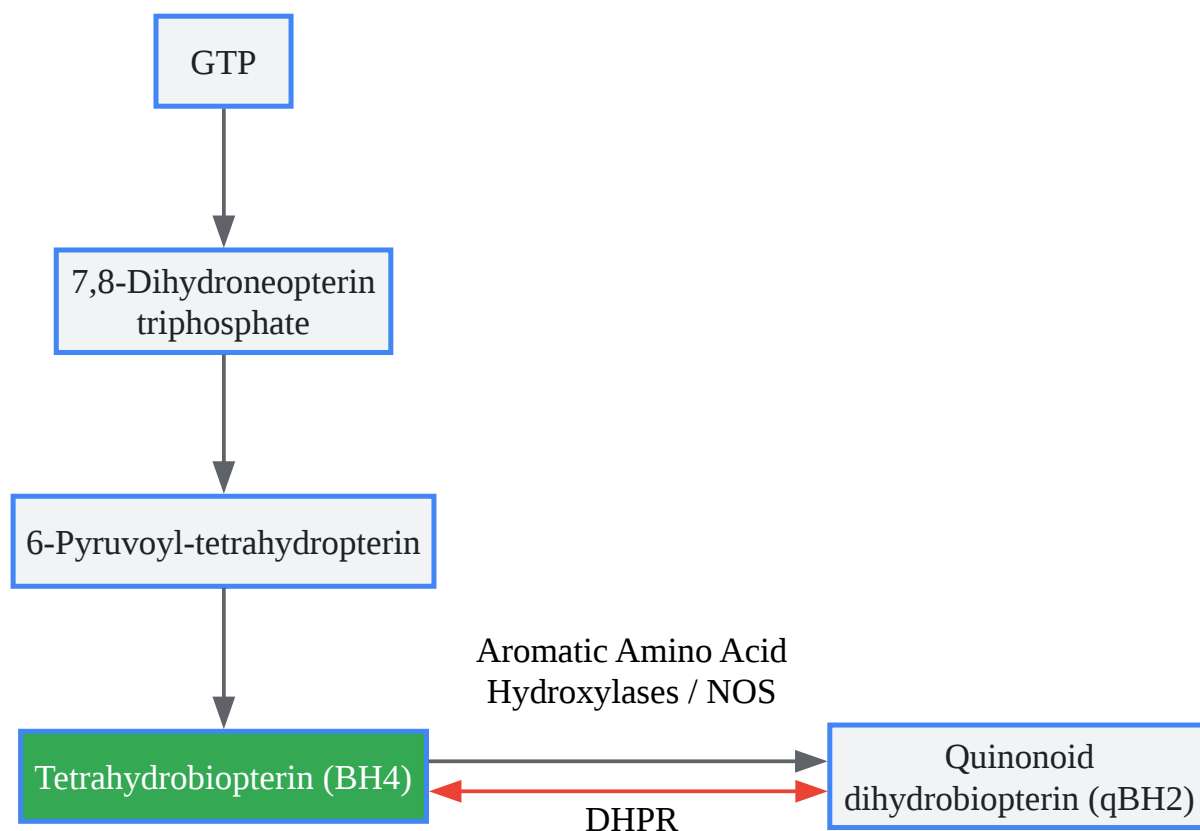 GTP
7,8-Dihydroneopterin
triphosphate
6-Pyruvoyl-tetrahydropterin
Aromatic Amino Acid
Hydroxylases / NOS
Tetrahydrobiopterin (BH4)
Quinonoid
dihydrobiopterin (qBH2)
DHPR